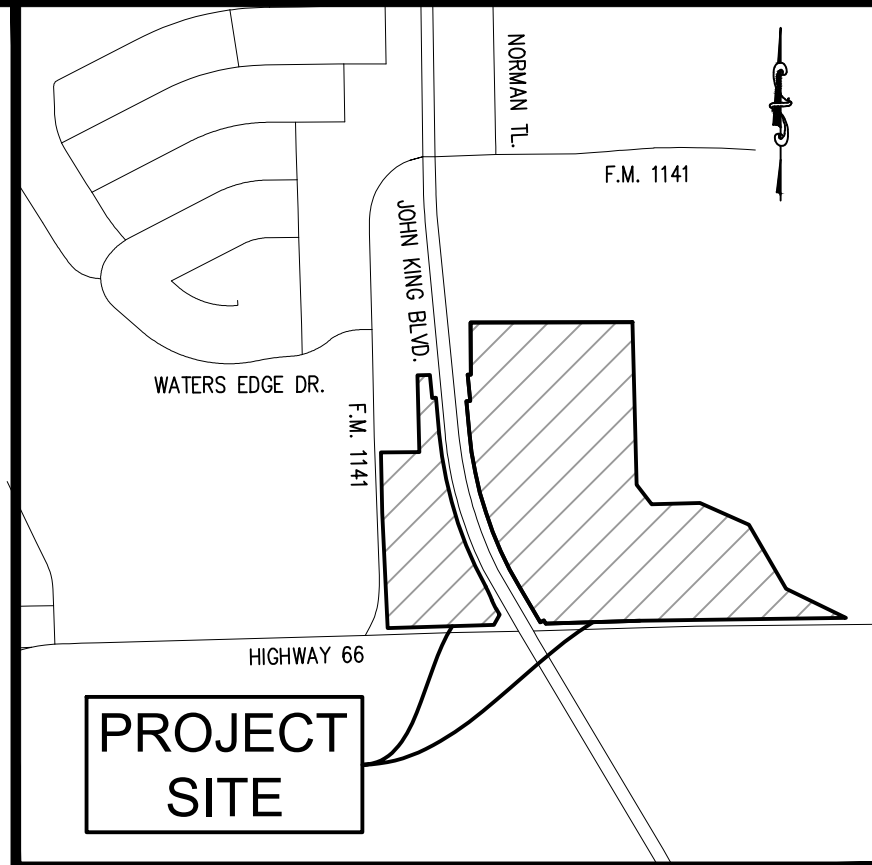 NORMAN TL.
F.M. 1141
JOHN KING BLVD.
WATERS EDGE DR.
F.M. 1141
HIGHWAY 66
PROJECT
SITE